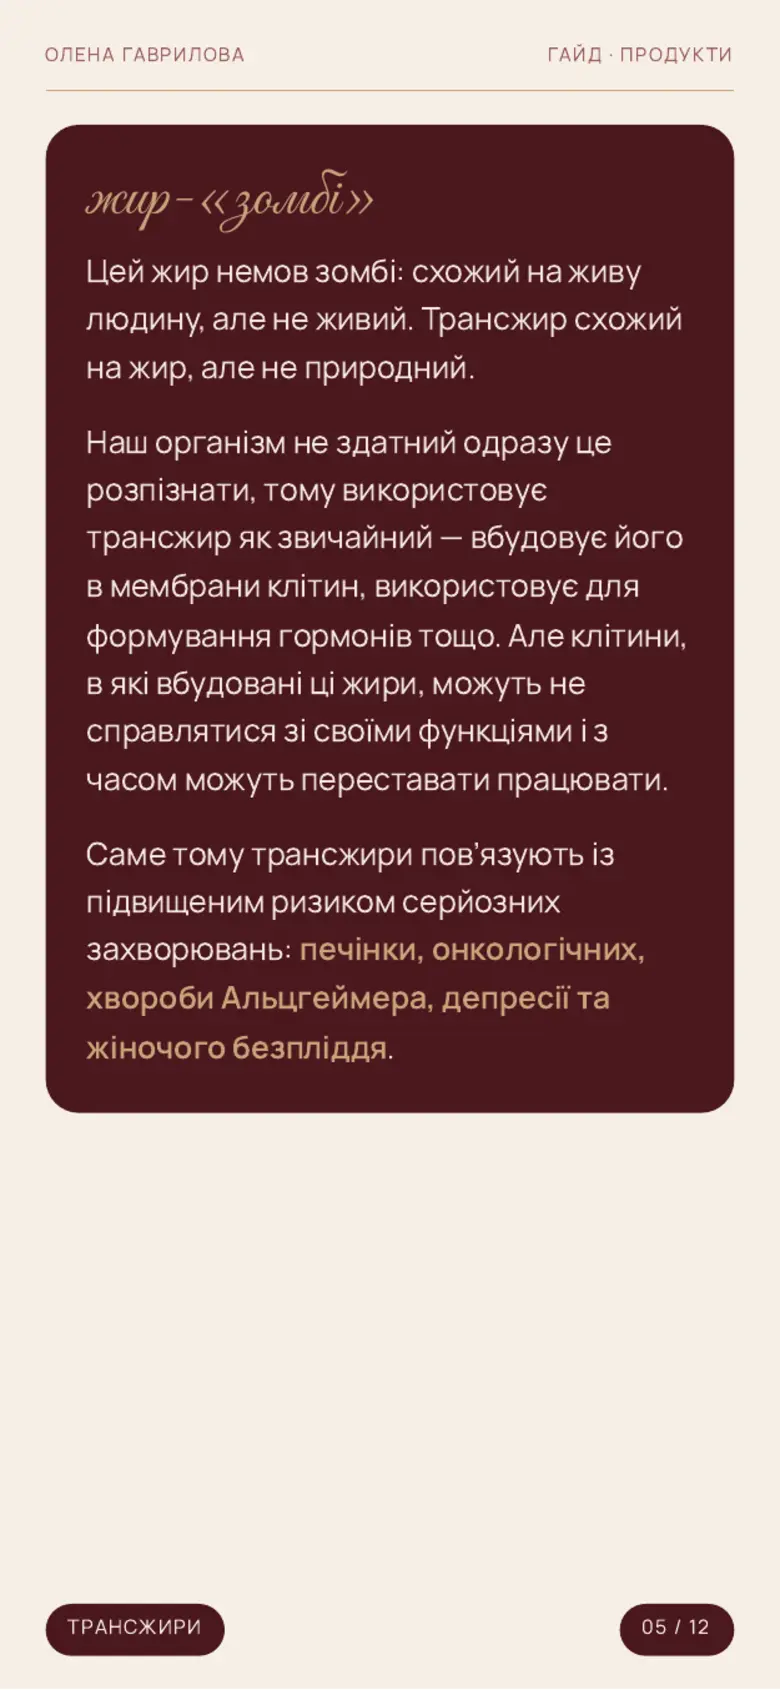 ОЛЕНА ГАВРИЛОВА
ГАЙД · ПРОДУКТИ
жир-«зомбі»
Цей жир немов зомбі: схожий на живу
людину, але не живий. Трансжир схожий
на жир, але не природний.
Наш організм не здатний одразу це
розпізнати, тому використовує
трансжир як звичайний — вбудовує його
в мембрани клітин, використовує для
формування гормонів тощо. Але клітини,
в які вбудовані ці жири, можуть не
справлятися зі своїми функціями і з
часом можуть переставати працювати.
Саме тому трансжири пов’язують із
підвищеним ризиком серйозних
захворювань: печінки, онкологічних,
хвороби Альцгеймера, депресії та
жіночого безпліддя.
ТРАНСЖИРИ
05 / 12